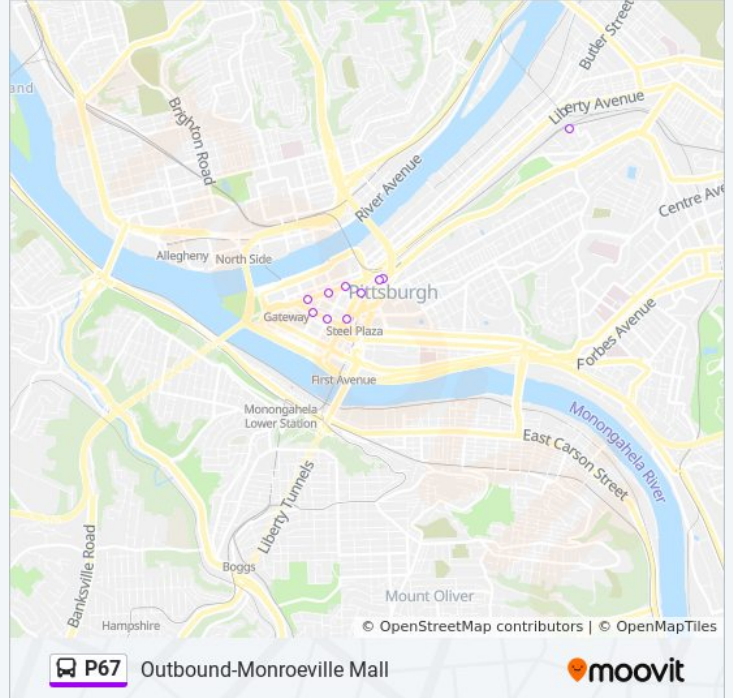 Butler Street
and
Liberty Avenue
Brighton Road
River Avenue
Centre Ave
Allegheny
North Side
Pittsburgh
Gateway
Steel Plaza
Forbes Avenue
First Avenue
Monongahela
Lower Station
Monongahela River
East Carson Street
Liberty Tunnels
Banksville Road
Boggs
Mount Oliver
Hampshire
© OpenStreetMap contributors | © OpenMapTiles
P67 Outbound-Monroeville Mall
moovit